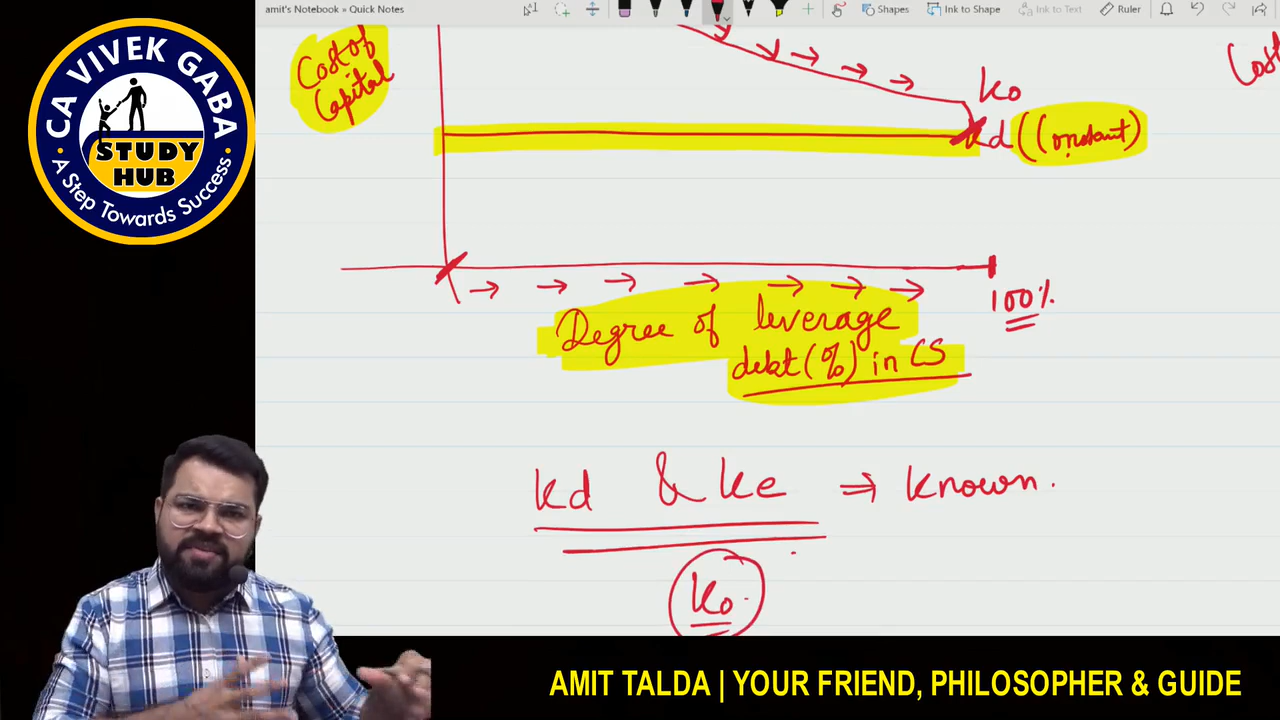 amit's Notebook » Quick Notes
Shapes
Ink to Shape
Ink to Text
Ruler
CA VIVEK GABA
STUDY
HUB
A Step Towards Success
Cost of
Capital
Cost
ko
kd (Constant)
100%
Degree of leverage
debt (%) in CS
kd & ke ⇒ known.
ko.
AMIT TALDA | YOUR FRIEND, PHILOSOPHER & GUIDE